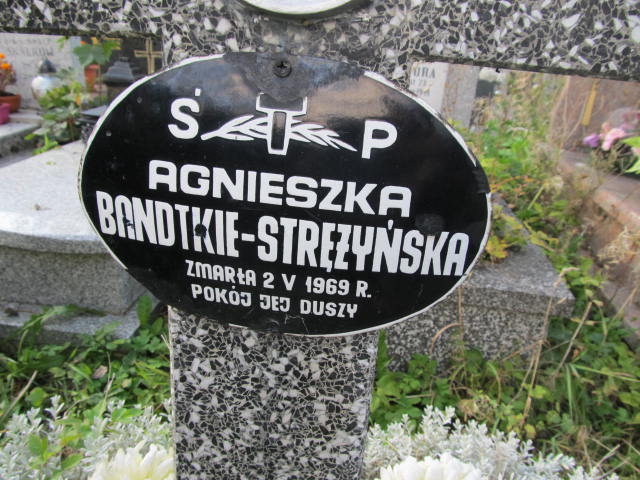 Ś P
AGNIESZKA
BANDTKIE-STRĘŻYŃSKA
ZMARŁA 2 V 1969 R.
POKÓJ JEJ DUSZY